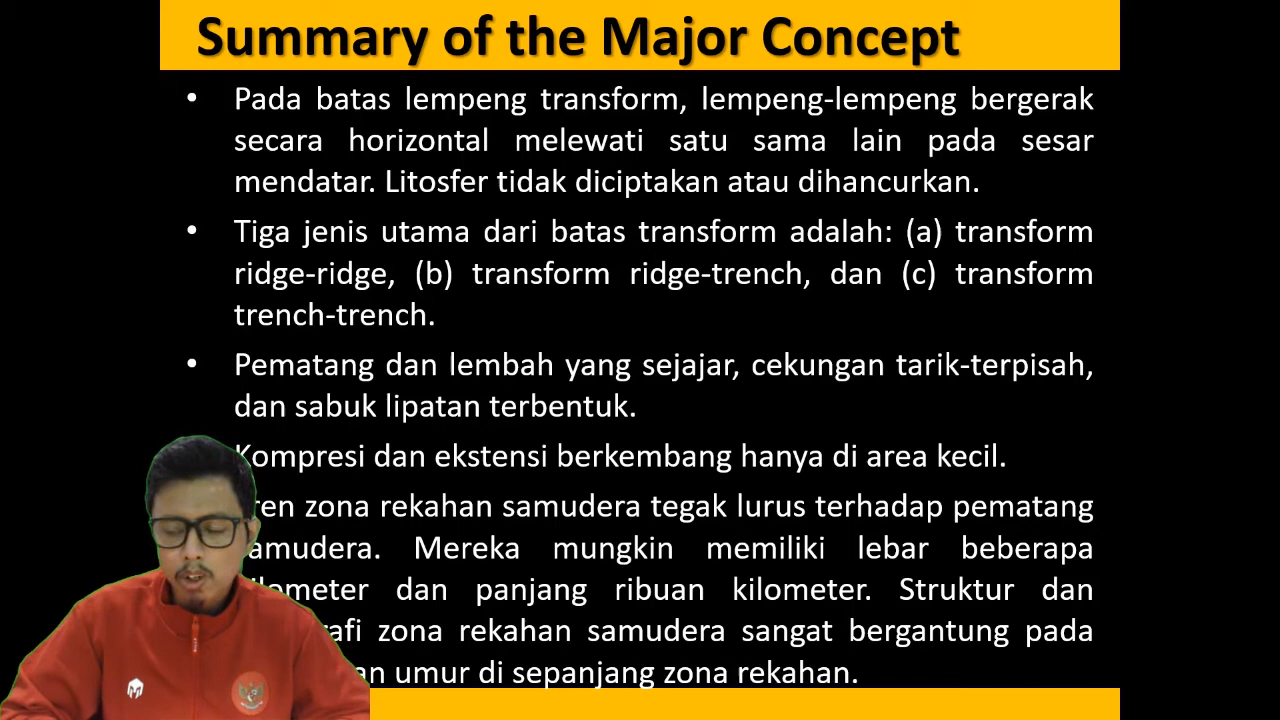 Summary of the Major Concept
• Pada batas lempeng transform, lempeng-lempeng bergerak
secara horizontal melewati satu sama lain pada sesar
mendatar. Litosfer tidak diciptakan atau dihancurkan.
• Tiga jenis utama dari batas transform adalah: (a) transform
ridge-ridge, (b) transform ridge-trench, dan (c) transform
trench-trench.
• Pematang dan lembah yang sejajar, cekungan tarik-terpisah,
dan sabuk lipatan terbentuk.
Kompresi dan ekstensi berkembang hanya di area kecil.
zona rekahan samudera tegak lurus terhadap pematang
samudera. Mereka mungkin memiliki lebar beberapa
kilometer dan panjang ribuan kilometer. Struktur dan
zona rekahan samudera sangat bergantung pada
umur di sepanjang zona rekahan.